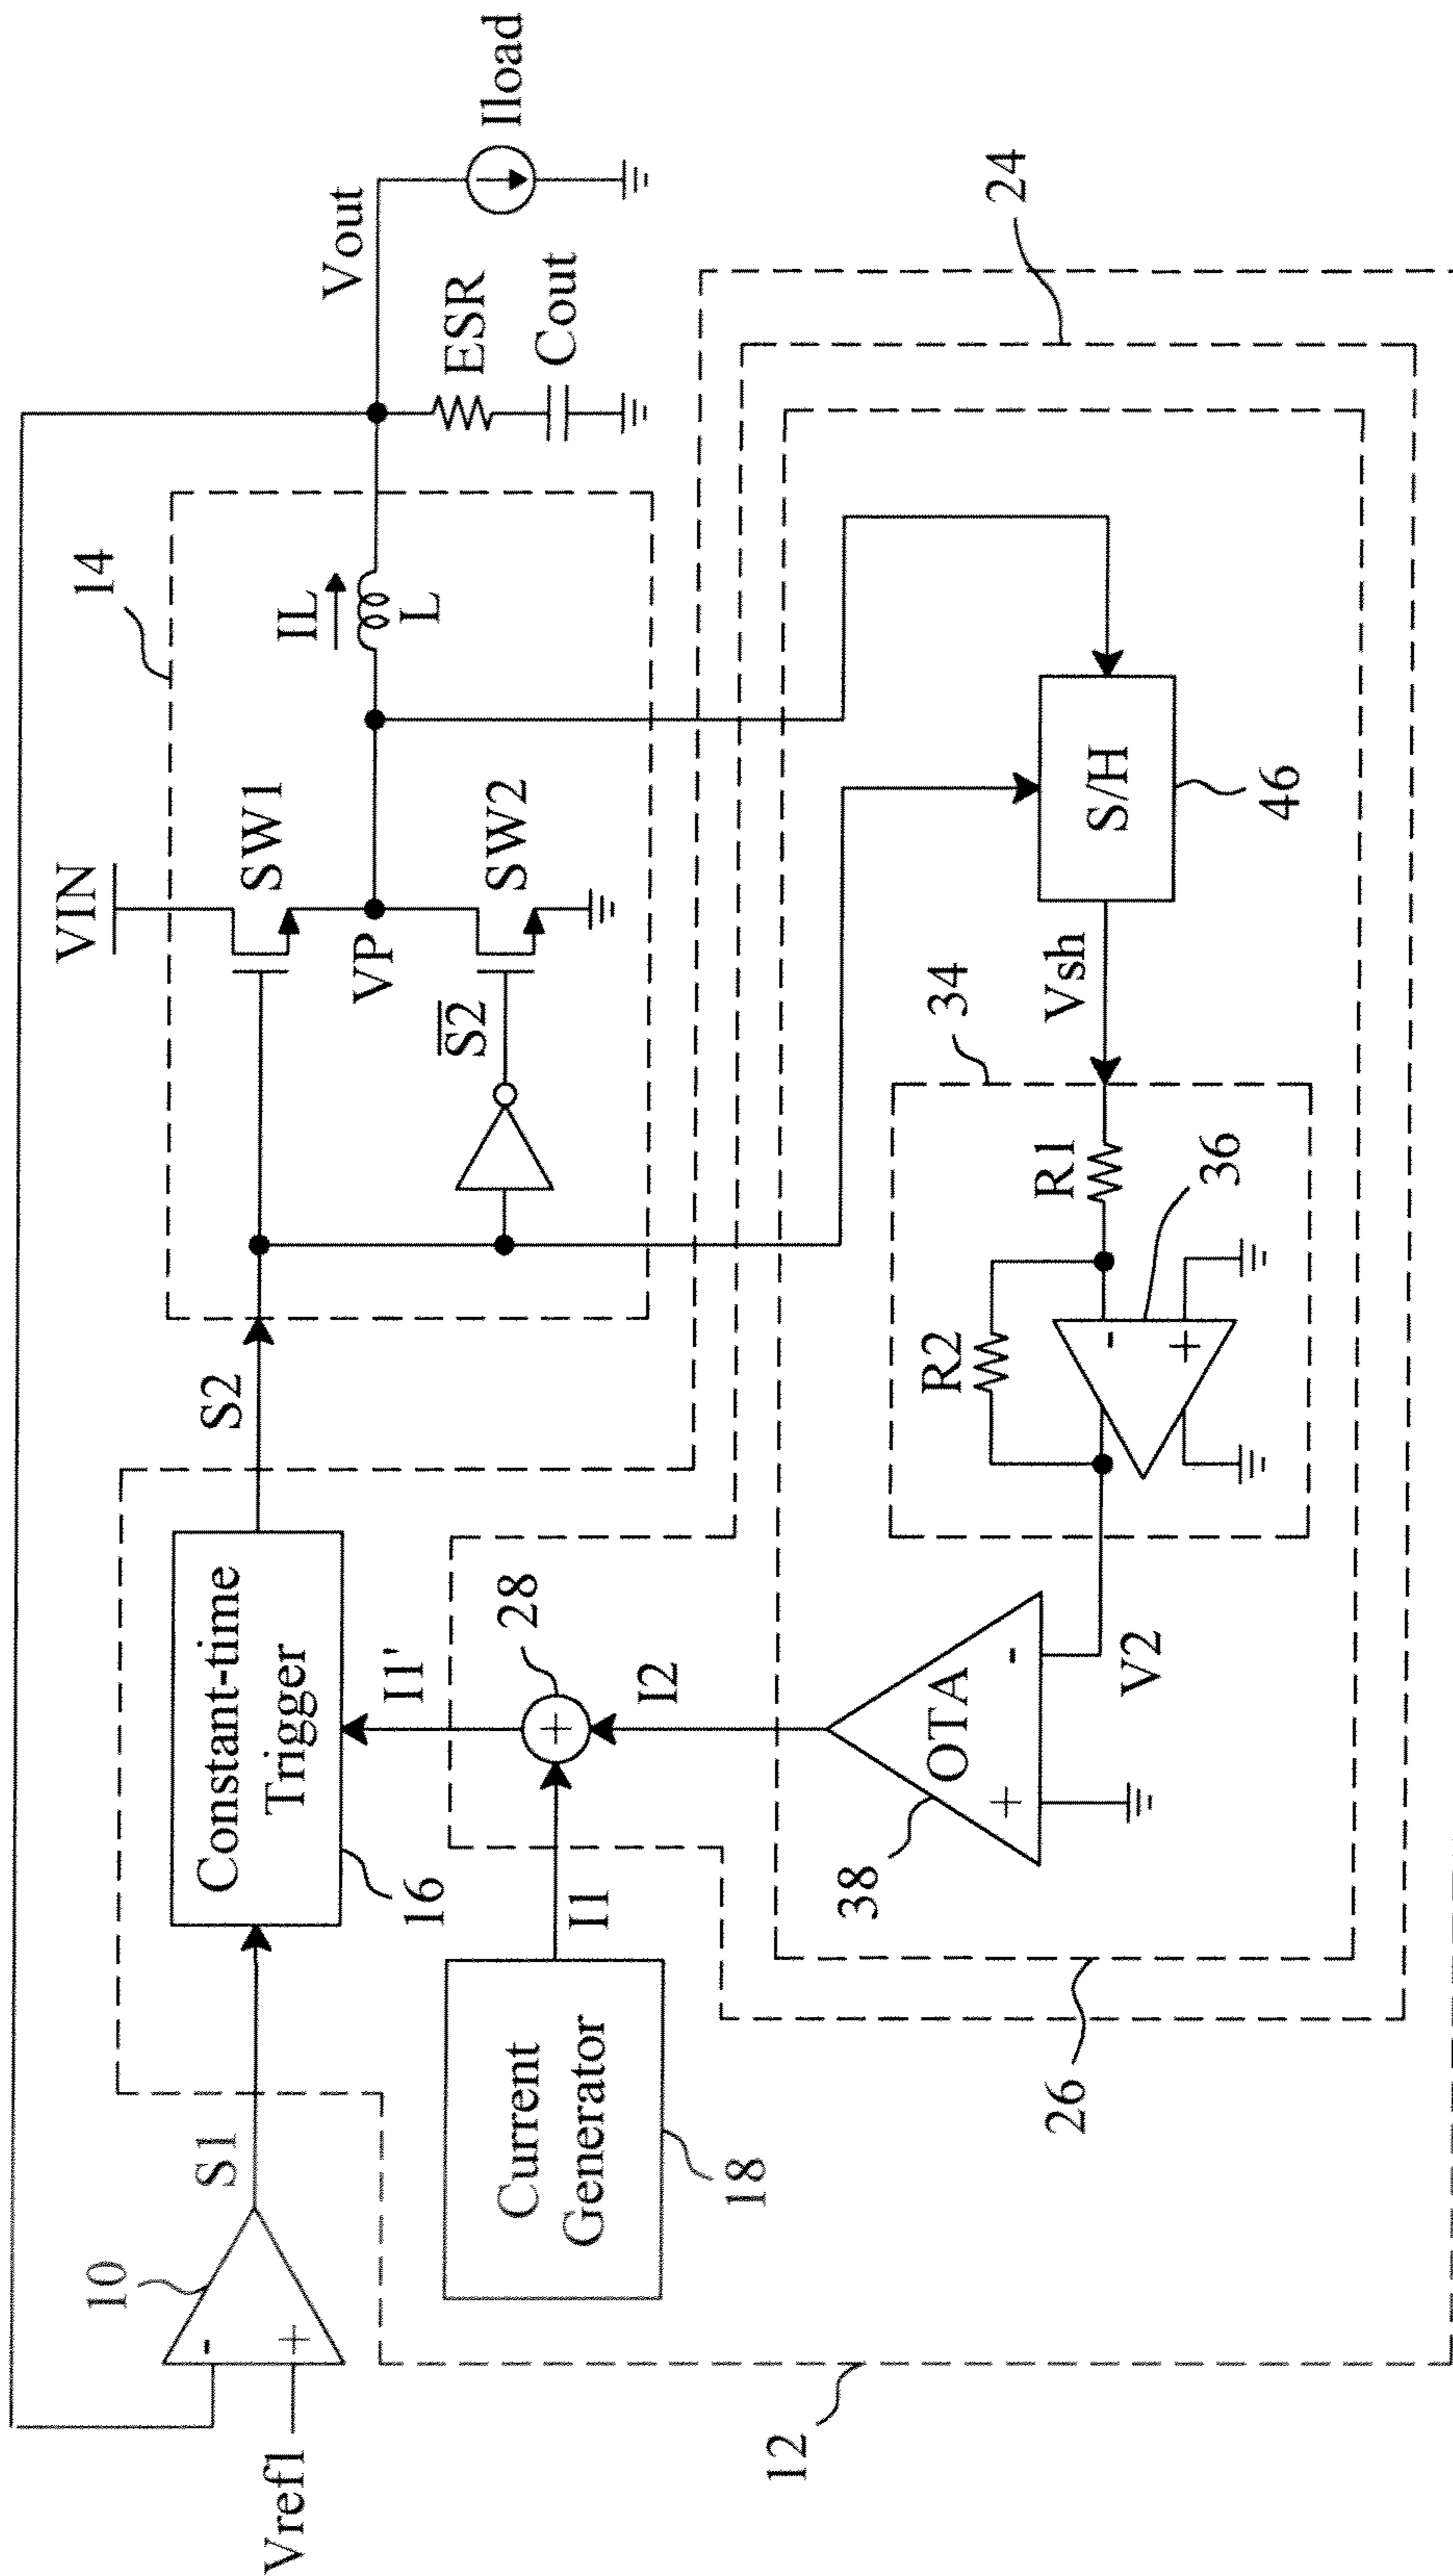 VIN
14
SW1
IL
L
Vout
Iload
ESR
Cout
VP
S2
SW2
S2
10
S1
Vref1
-
+
Constant-time
Trigger
16
I1'
28
+
I1
I2
Current
Generator
18
12
24
OTA
+
-
38
V2
26
34
R2
R1
-
+
36
Vsh
S/H
46